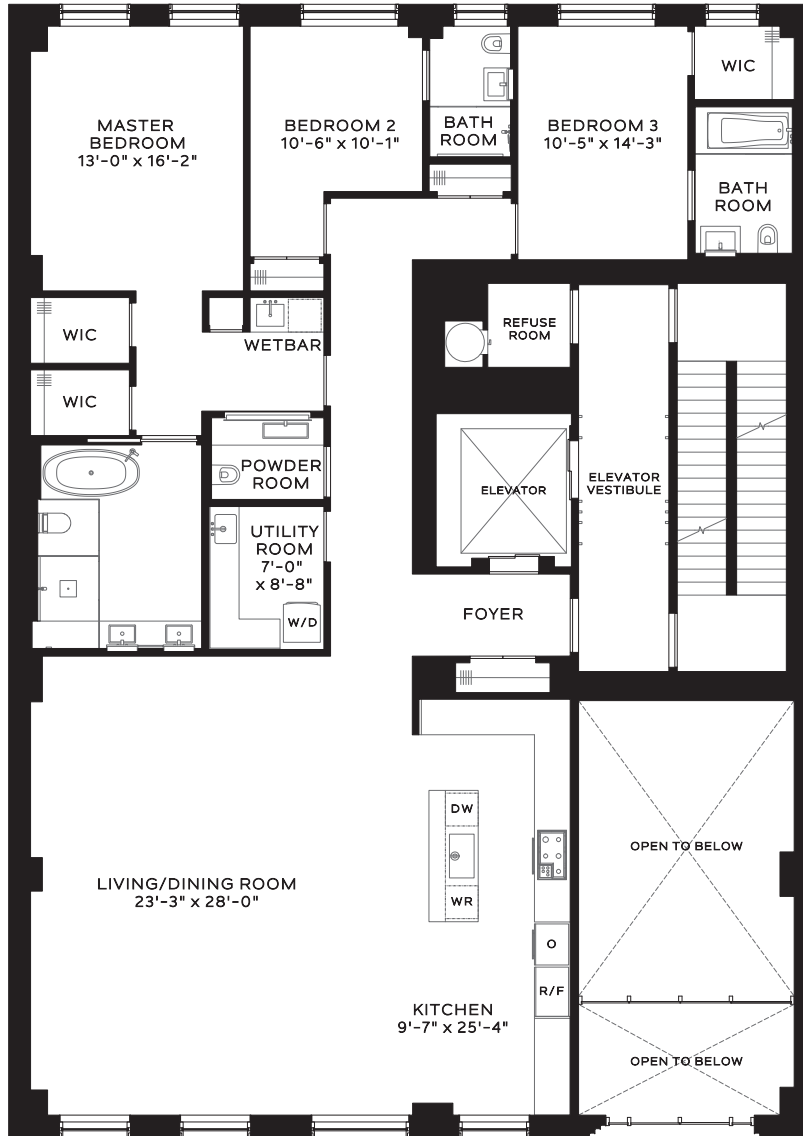 WIC
MASTER
BEDROOM
13'-0" x 16'-2"
BEDROOM 2
10'-6" x 10'-1"
BATH
ROOM
BEDROOM 3
10'-5" x 14'-3"
BATH
ROOM
WIC
WETBAR
REFUSE
ROOM
WIC
POWDER
ROOM
ELEVATOR
ELEVATOR
VESTIBULE
UTILITY
ROOM
7'-0"
x 8'-8"
W/D
FOYER
DW
OPEN TO BELOW
LIVING/DINING ROOM
23'-3" x 28'-0"
WR
O
R/F
KITCHEN
9'-7" x 25'-4"
OPEN TO BELOW